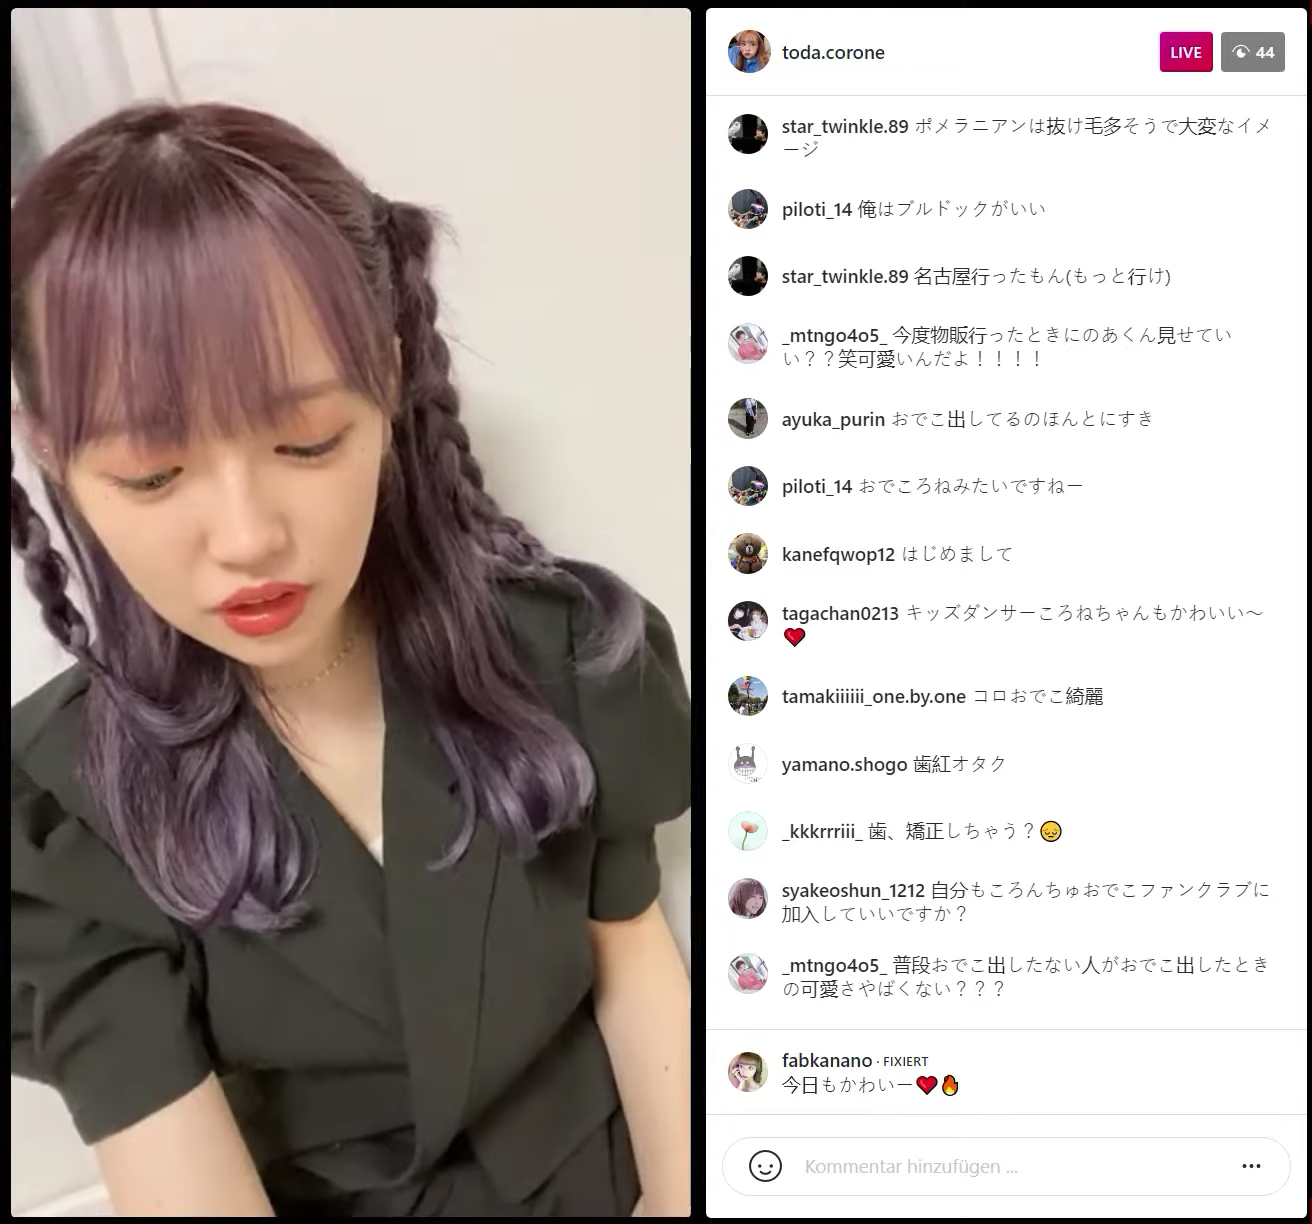 toda.corone
LIVE
44
star_twinkle.89 ポメラニアンは抜け毛多そうで大変なイメ
ージ
piloti_14 俺はブルドックがいい
star_twinkle.89 名古屋行ったもん(もっと行け)
_mtngo4o5_ 今度物販行ったときにのあくん見せてい
い？？笑可愛いんだよ！！！！
ayuka_purin おでこ出してるのほんとにすき
piloti_14 おでころねみたいですねー
kanefqwop12 はじめまして
tagachan0213 キッズダンサーころねちゃんもかわいい〜
❤️
tamakiiiiii_one.by.one コロおでこ綺麗
yamano.shogo 歯紅オタク
_kkkrrriii_ 歯、矯正しちゃう？😞
syakeoshun_1212 自分もころんちゅおでこファンクラブに
加入していいですか？
_mtngo4o5_ 普段おでこ出したない人がおでこ出したとき
の可愛さやばくない？？？
fabkanano · FIXIERT
今日もかわいー❤️🔥
Kommentar hinzufügen ...